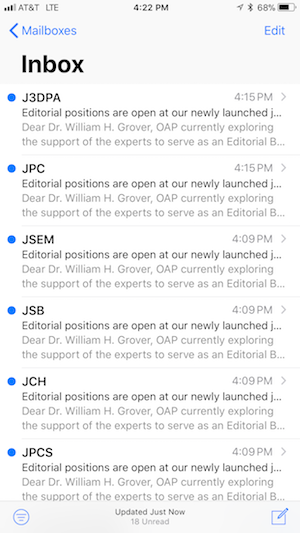 AT&T LTE 4:22 PM 68%
Mailboxes Edit
Inbox
J3DPA 4:15 PM
Editorial positions are open at our newly launched j...
Dear Dr. William H. Grover, OAP currently exploring
the support of the experts to serve as an Editorial B...
JPC 4:15 PM
Editorial positions are open at our newly launched j...
Dear Dr. William H. Grover, OAP currently exploring
the support of the experts to serve as an Editorial B...
JSEM 4:09 PM
Editorial positions are open at our newly launched j...
Dear Dr. William H. Grover, OAP currently exploring
the support of the experts to serve as an Editorial B...
JSB 4:09 PM
Editorial positions are open at our newly launched j...
Dear Dr. William H. Grover, OAP currently exploring
the support of the experts to serve as an Editorial B...
JCH 4:09 PM
Editorial positions are open at our newly launched j...
Dear Dr. William H. Grover, OAP currently exploring
the support of the experts to serve as an Editorial B...
JPCS 4:09 PM
Editorial positions are open at our newly launched j...
Dear Dr. William H. Grover, OAP currently exploring
the support of the experts to serve as an Editorial B...
Updated Just Now
18 Unread